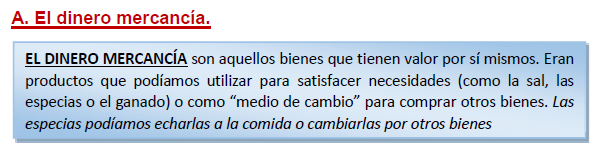 A. El dinero mercancía.
EL DINERO MERCANCÍA son aquellos bienes que tienen valor por sí mismos. Eran
productos que podíamos utilizar para satisfacer necesidades (como la sal, las
especias o el ganado) o como “medio de cambio” para comprar otros bienes. Las
especias podíamos echarlas a la comida o cambiarlas por otros bienes